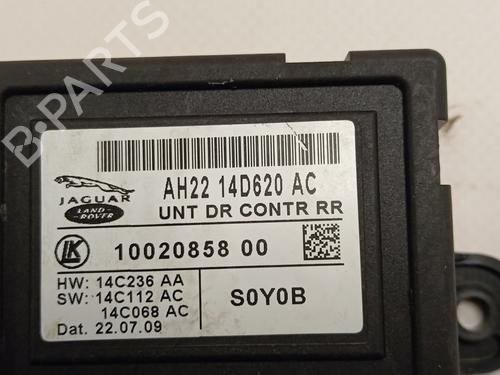 B-PARTS
AH22 14D620 AC
JAGUAR
LAND-
ROVER
UNT DR CONTR RR
LK 10020858 00
HW: 14C236 AA
SW: 14C112 AC
14C068 AC
S0Y0B
Dat. 22.07.09